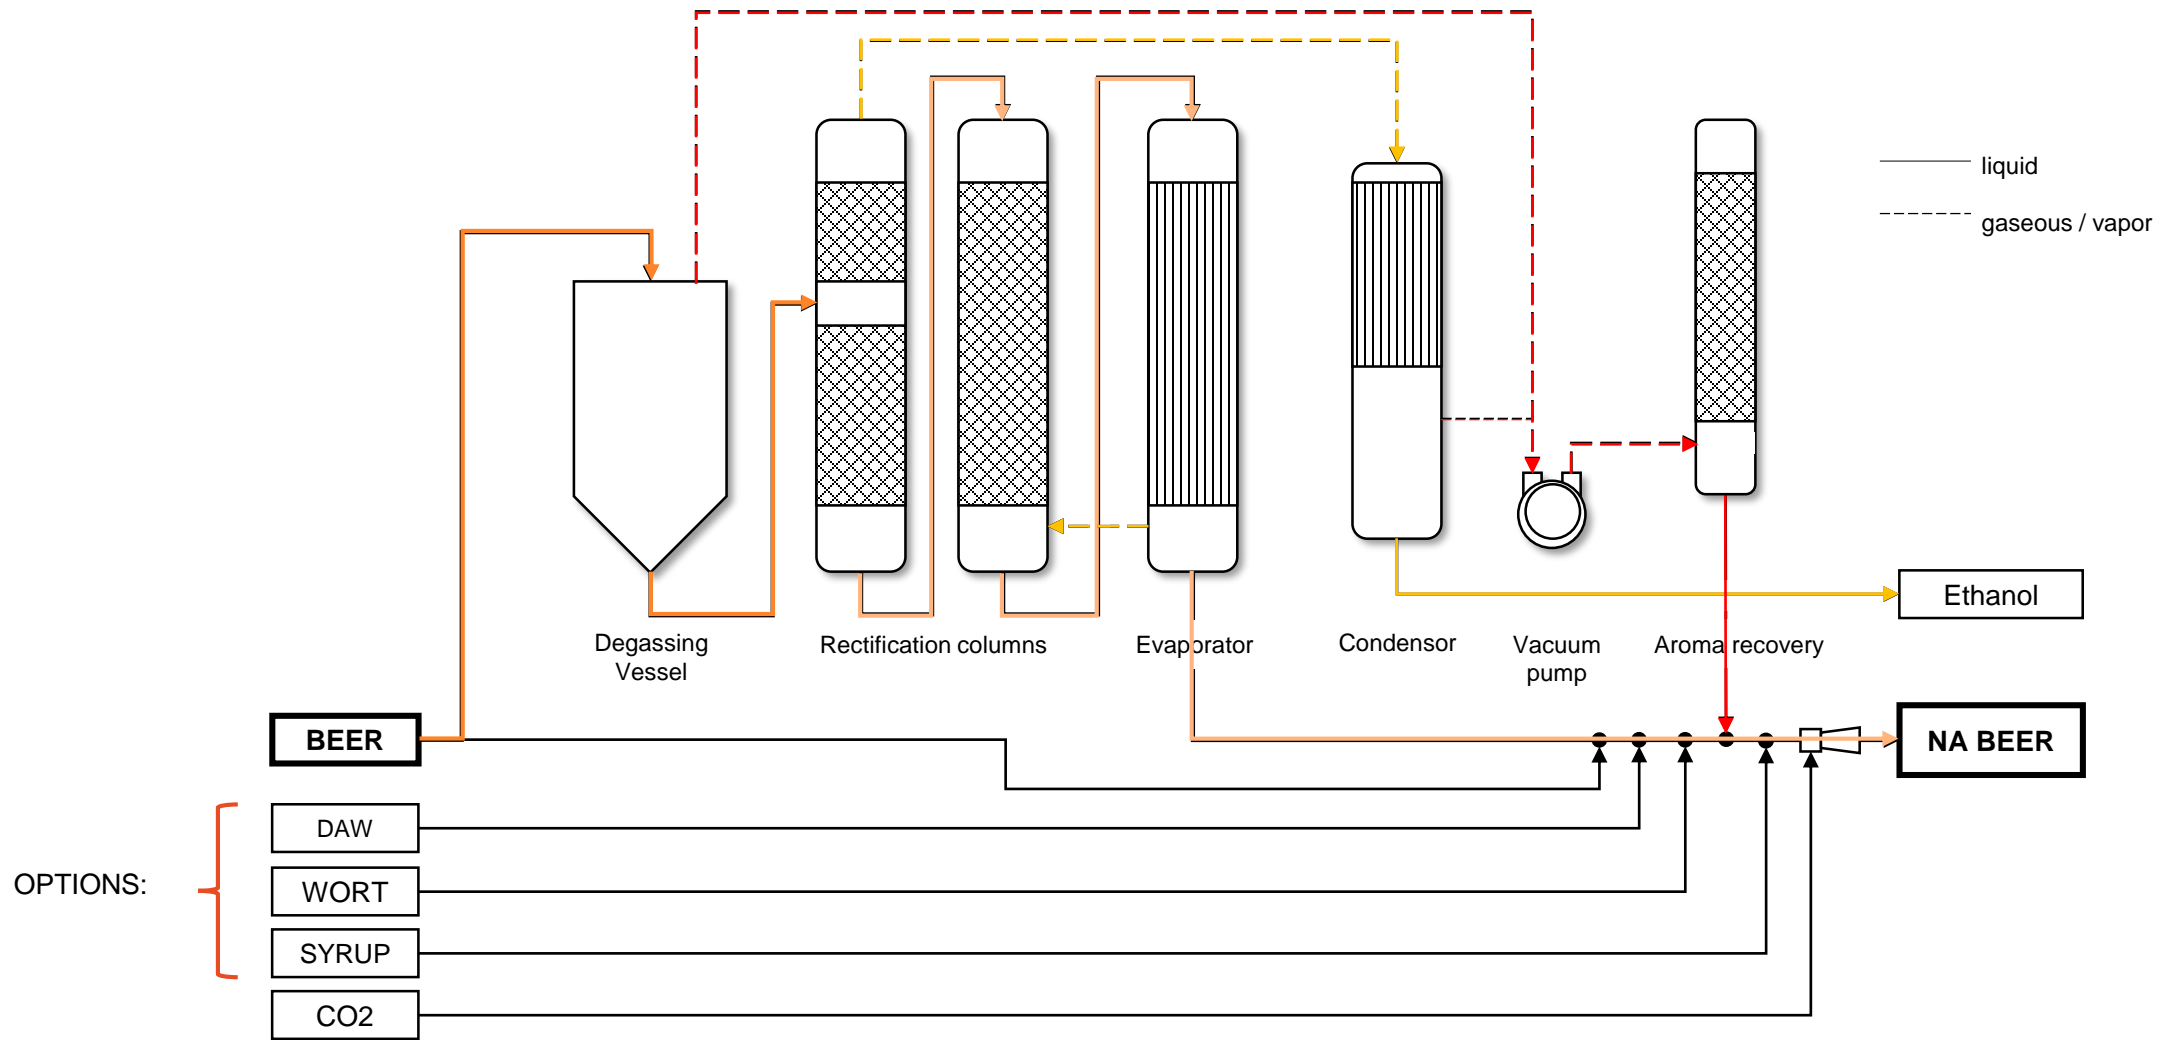 liquid
gaseous / vapor
Ethanol
Degassing
Vessel
Rectification columns
Evaporator
Condensor
Vacuum
pump
Aroma recovery
BEER
NA BEER
DAW
OPTIONS:
WORT
SYRUP
CO2